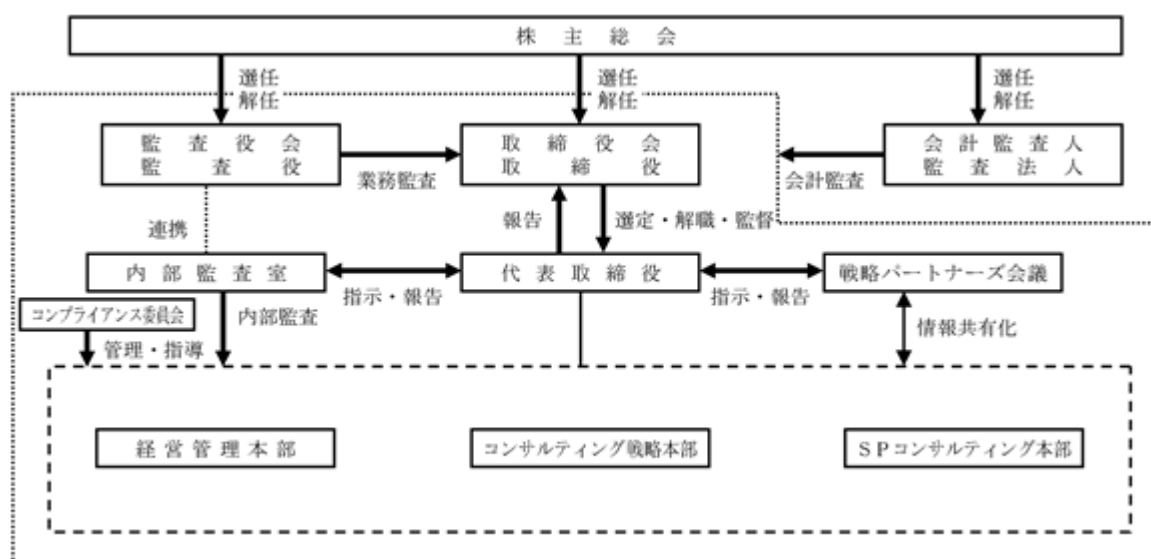 株主総会
選任
解任
選任
解任
選任
解任
監査役会
監査役
取締役会
取締役
会計監査人
監査法人
業務監査
会計監査
連携
報告
選定・解職・監督
内部監査室
代表取締役
戦略パートナーズ会議
指示・報告
指示・報告
コンプライアンス委員会
内部監査
情報共有化
管理・指導
経営管理本部
コンサルティング戦略本部
SPコンサルティング本部